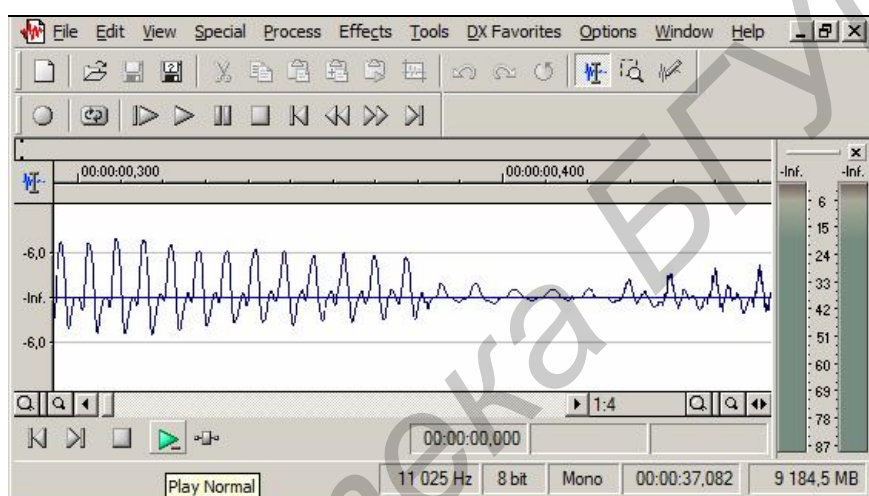 File Edit View Special Process Effects Tools DX Favorites Options Window Help
00:00:00,300 00:00:00,400
-Inf. -Inf.
-6,0
-Inf.
-6,0
6
15
24
33
42
51
60
69
78
87
1:4
00:00:00,000
Play Normal
11 025 Hz 8 bit Mono 00:00:37,082 9 184,5 MB
тека БГУ